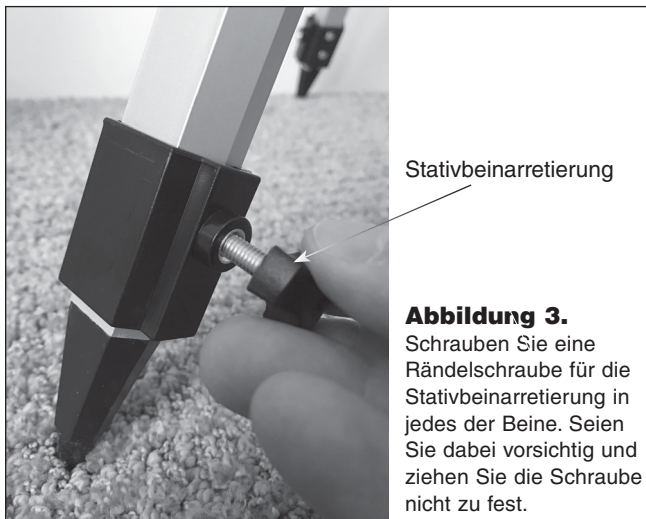 Stativbeinarretierung
Abbildung 3.
Schrauben Sie eine
Rändelschraube für die
Stativbeinarretierung in
jedes der Beine. Seien
Sie dabei vorsichtig und
ziehen Sie die Schraube
nicht zu fest.